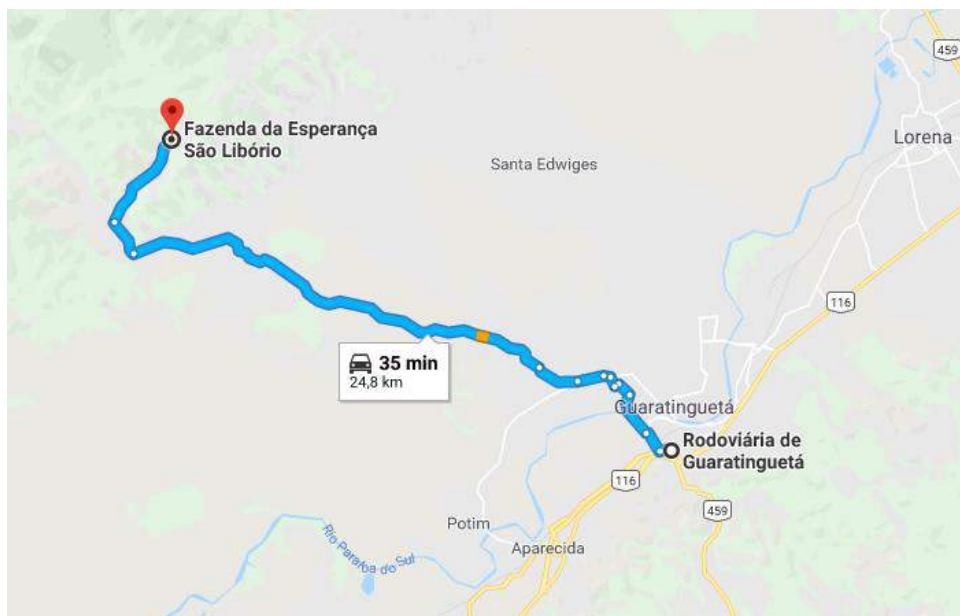 459
Fazenda da Esperança
São Libório
Lorena
Santa Edwiges
116
35 min
24,8 km
Guaratinguetá
Rodoviária de
Guaratinguetá
116
459
Potim
Aparecida
Rio Paraíba do Sul